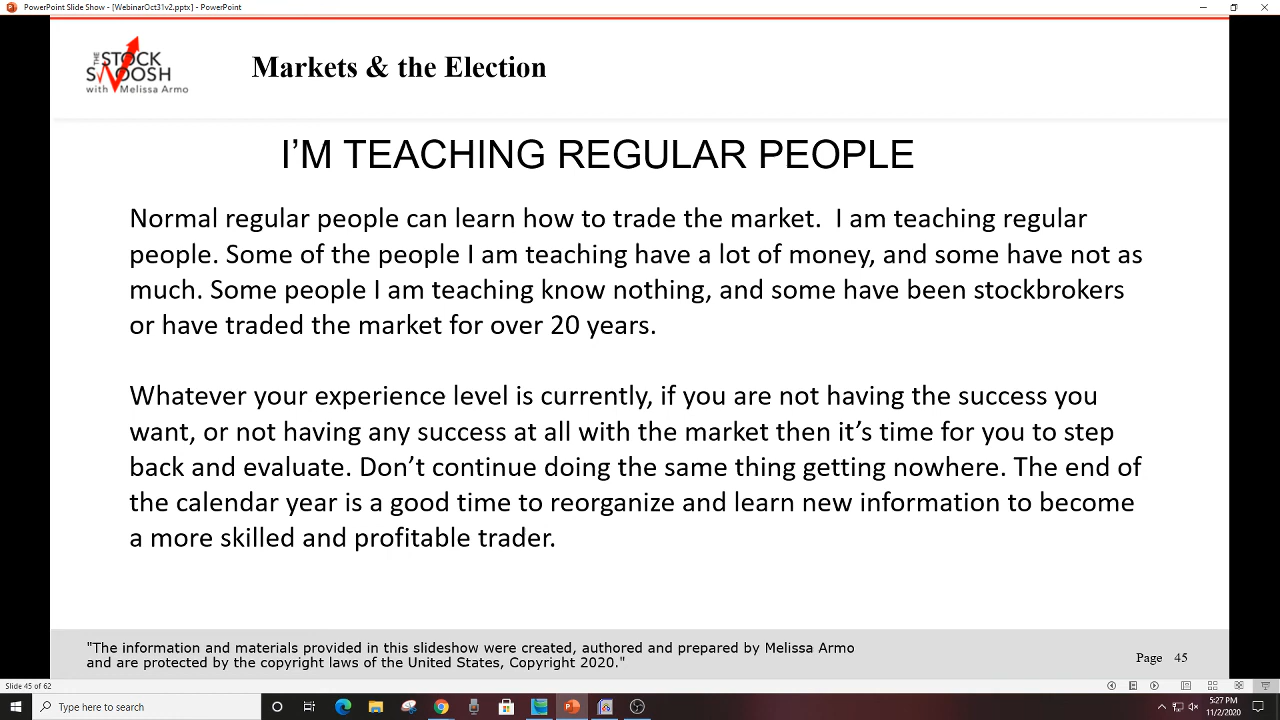 PowerPoint Slide Show - [WebinarOct31v2.pptx] - PowerPoint
THE
STOCK
SWOOSH
with Melissa Armo
Markets & the Election
I'M TEACHING REGULAR PEOPLE
Normal regular people can learn how to trade the market.  I am teaching regular
people. Some of the people I am teaching have a lot of money, and some have not as
much. Some people I am teaching know nothing, and some have been stockbrokers
or have traded the market for over 20 years.
Whatever your experience level is currently, if you are not having the success you
want, or not having any success at all with the market then it's time for you to step
back and evaluate. Don't continue doing the same thing getting nowhere. The end of
the calendar year is a good time to reorganize and learn new information to become
a more skilled and profitable trader.
"The information and materials provided in this slideshow were created, authored and prepared by Melissa Armo
and are protected by the copyright laws of the United States, Copyright 2020."
Page 45
Slide 45 of 62
Type here to search
5:27 PM
11/2/2020